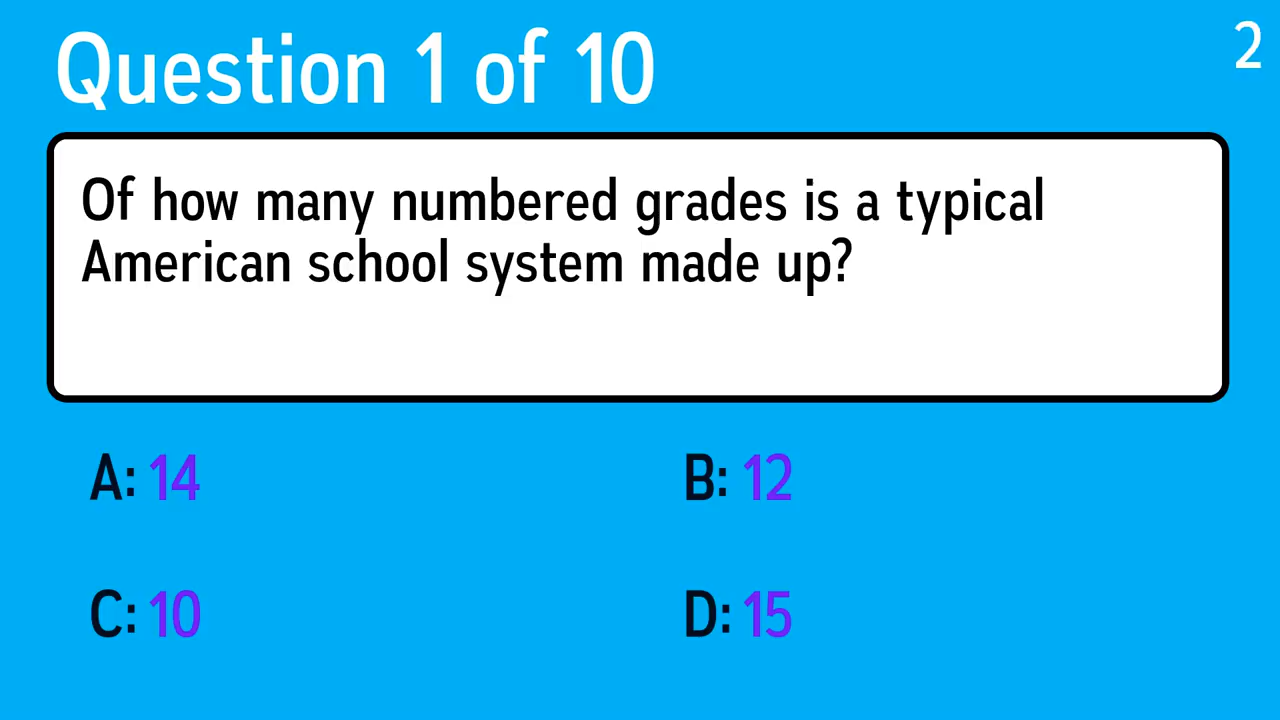 Question 1 of 10
2
Of how many numbered grades is a typical
American school system made up?
A: 14
B: 12
C: 10
D: 15